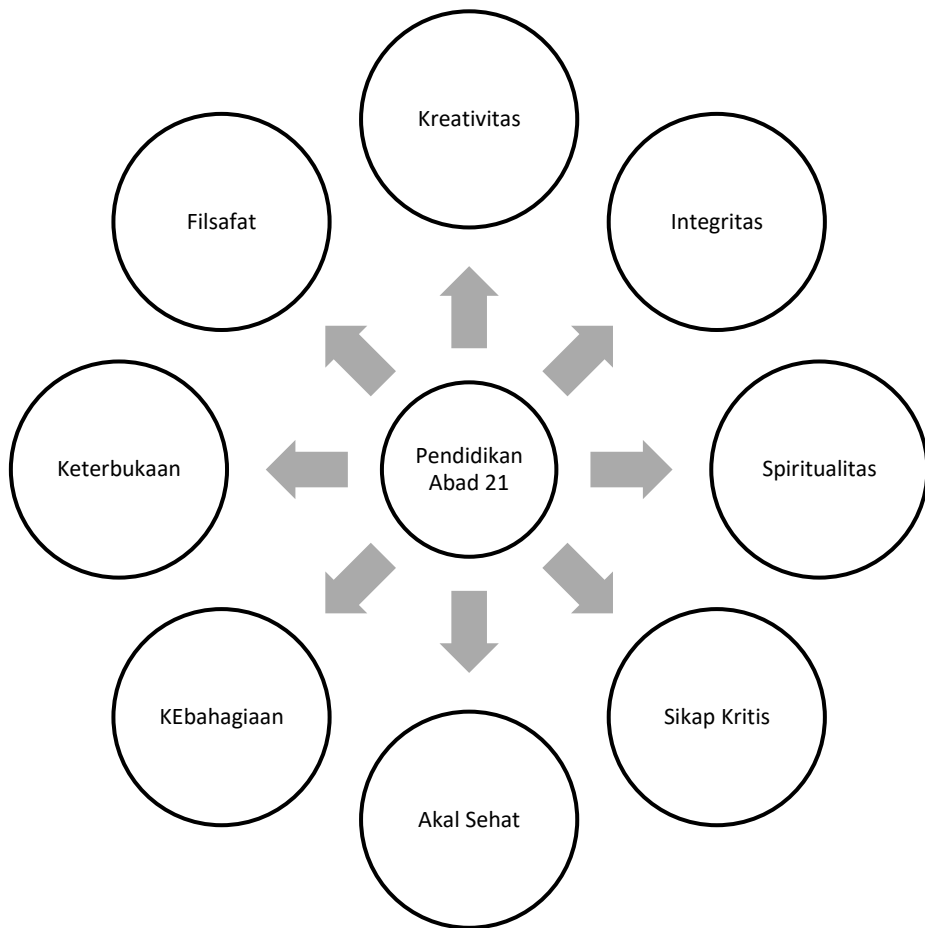 Kreativitas
Filsafat
Integritas
Keterbukaan
Pendidikan
Abad 21
Spiritualitas
KEbahagiaan
Sikap Kritis
Akal Sehat